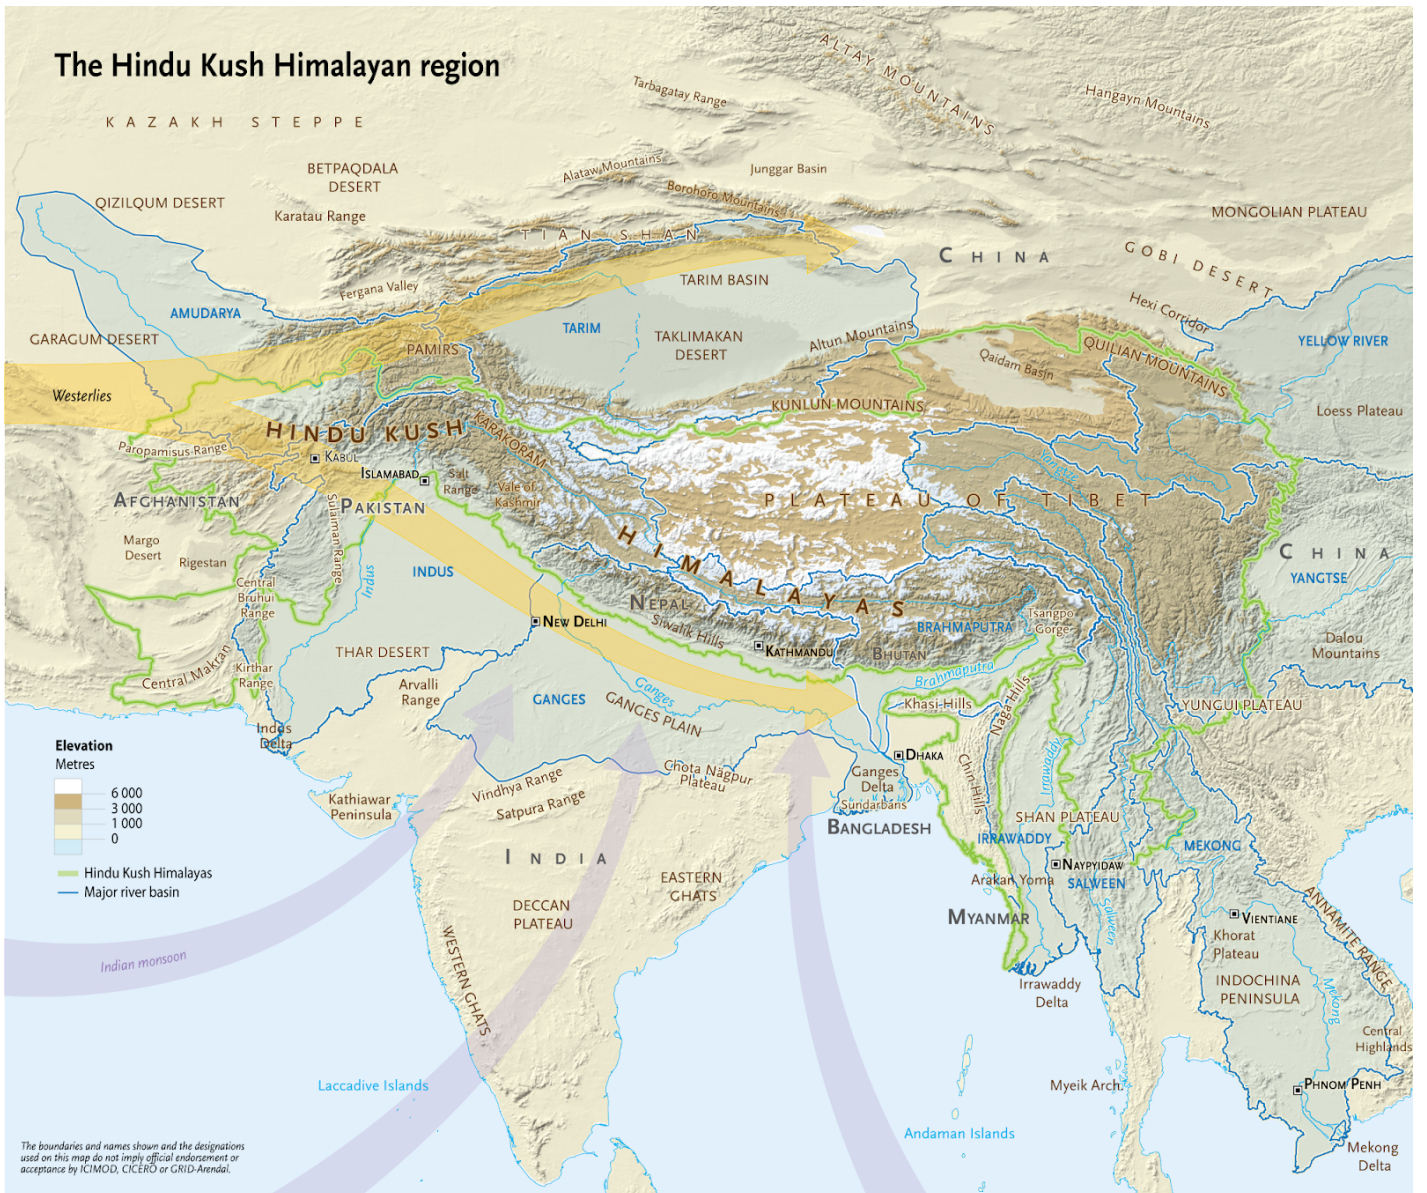 The Hindu Kush Himalayan region
KAZAKH STEPPE
ALTAY MOUNTAINS
Tarbagatay Range
Hangayn Mountains
BETPAQDALA
DESERT
Alataw Mountains
Junggar Basin
Borohoro Mountains
QIZILQUM DESERT
Karatau Range
MONGOLIAN PLATEAU
TIAN SHAN
CHINA
GOBI DESERT
Fergana Valley
TARIM BASIN
Hexi Corridor
AMUDARYA
GARAGUM DESERT
TARIM
TAKLIMAKAN
DESERT
Altun Mountains
YELLOW RIVER
PAMIRS
Qaidam Basin
QUILIAN MOUNTAINS
Westerlies
KUNLUN MOUNTAINS
Loess Plateau
HINDU KUSH
KARAKORAM
Paropamisus Range
KABUL
ISLAMABAD
Salt
Range
Vale of
Kashmir
Yangtse
AFGHANISTAN
PAKISTAN
PLATEAU OF TIBET
Sulaiman Range
Margo
Desert
Rigestan
HIMALAYAS
CHINA
YANGTSE
Indus
INDUS
Central
Bruhui
Range
NEPAL
Siwalik Hills
NEW DELHI
BRAHMAPUTRA
Tsangpo
Gorge
Dalou
Mountains
THAR DESERT
KATHMANDU
BHUTAN
Central Makran
Kirthar
Range
Arvalli
Range
GANGES
Ganges
GANGES PLAIN
Brahmaputra
Khasi Hills
Naga Hills
YUNGUI PLATEAU
Indus
Delta
DHAKA
Chin Hills
Irrawaddy
Elevation
Metres
6 000
3 000
1 000
0
Hindu Kush Himalayas
Major river basin
Kathiawar
Peninsula
Vindhya Range
Satpura Range
Chota Nägpur
Plateau
Ganges
Delta
Sundarbans
BANGLADESH
SHAN PLATEAU
IRRAWADDY
MEKONG
INDIA
NAYPYIDAW
Arakan Yoma
SALWEEN
EASTERN
GHATS
DECCAN
PLATEAU
MYANMAR
Salween
VIENTIANE
ANNAMITE RANGE
Khorat
Plateau
Indian monsoon
WESTERN GHATS
Irrawaddy
Delta
INDOCHINA
PENINSULA
Mekong
Central
Highlands
Laccadive Islands
Myeik Arch.
PHNOM PENH
Andaman Islands
Mekong
Delta
The boundaries and names shown and the designations
used on this map do not imply official endorsement or
acceptance by ICIMOD, CICERO or GRID-Arendal.